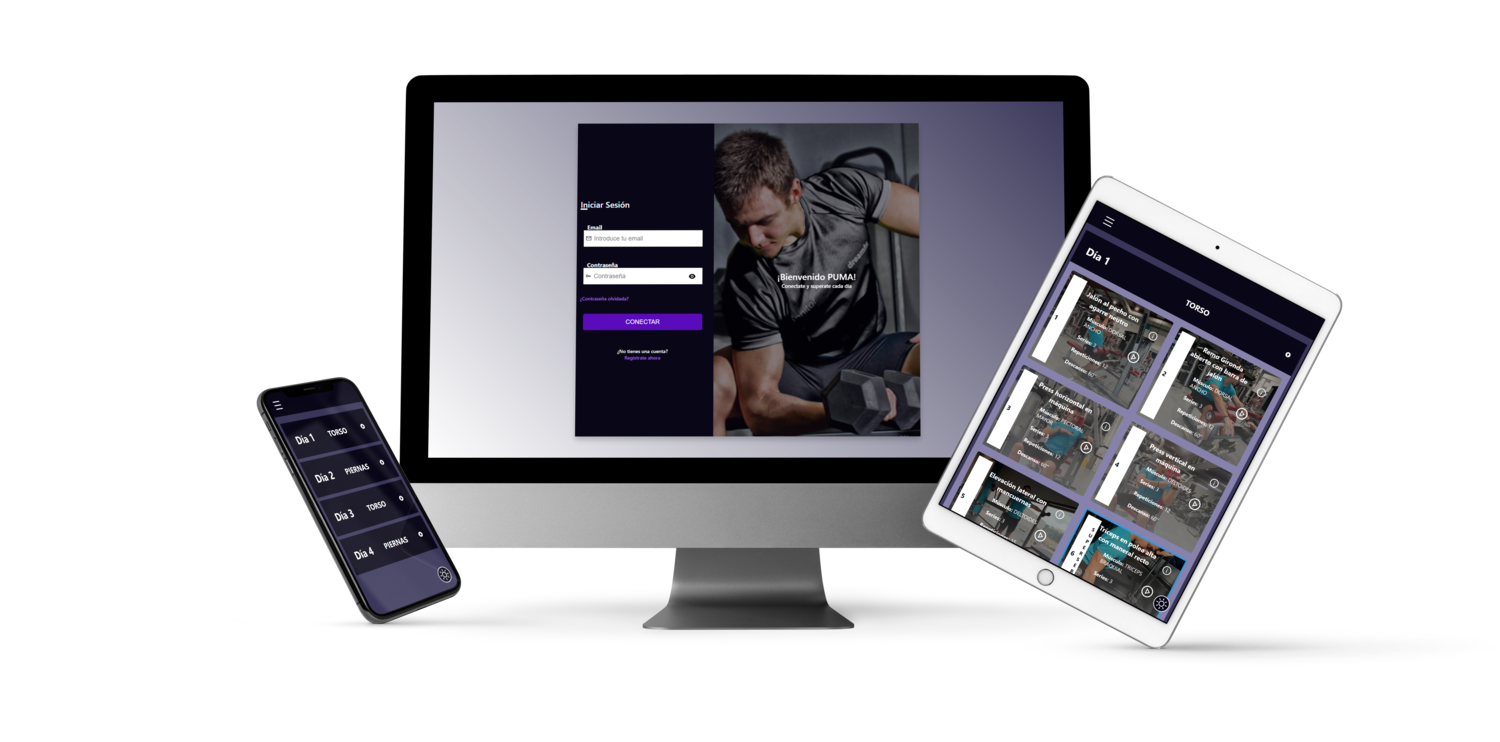 Iniciar Sesión
Email
Introduce tu email
Contraseña
Contraseña
¿Contraseña olvidada?
CONECTAR
¿No tienes una cuenta?
Regístrate ahora
¡Bienvenido PUMA!
Conectate y superate cada día
Día 1 TORSO
Día 2 PIERNAS
Día 3 TORSO
Día 4 PIERNAS
Día 1
TORSO
1
Jalón al pecho con
agarre neutro
Músculo: DORSAL
ANCHO
Series: 3
Repeticiones: 12
Descanso: 60"
2
Remo Gironda
abierto con barra de
jalón
Músculo: DORSAL
ANCHO
Series: 3
Repeticiones:
Descanso: 60"
3
Press horizontal en
máquina
Músculo: PECTORAL
MAYOR
Series: 3
Repeticiones: 12
Descanso: 60"
4
Press vertical en
máquina
Músculo: DELTOIDES
Series: 3
Repeticiones: 12
Descanso: 60"
5
Elevación lateral con
mancuernas
Músculo: DELTOIDES
Series: 3
6
SUPERSER
Tríceps en polea alta
con maneral recto
Músculo: TRICEPS
BRAQUIAL
Series: 3